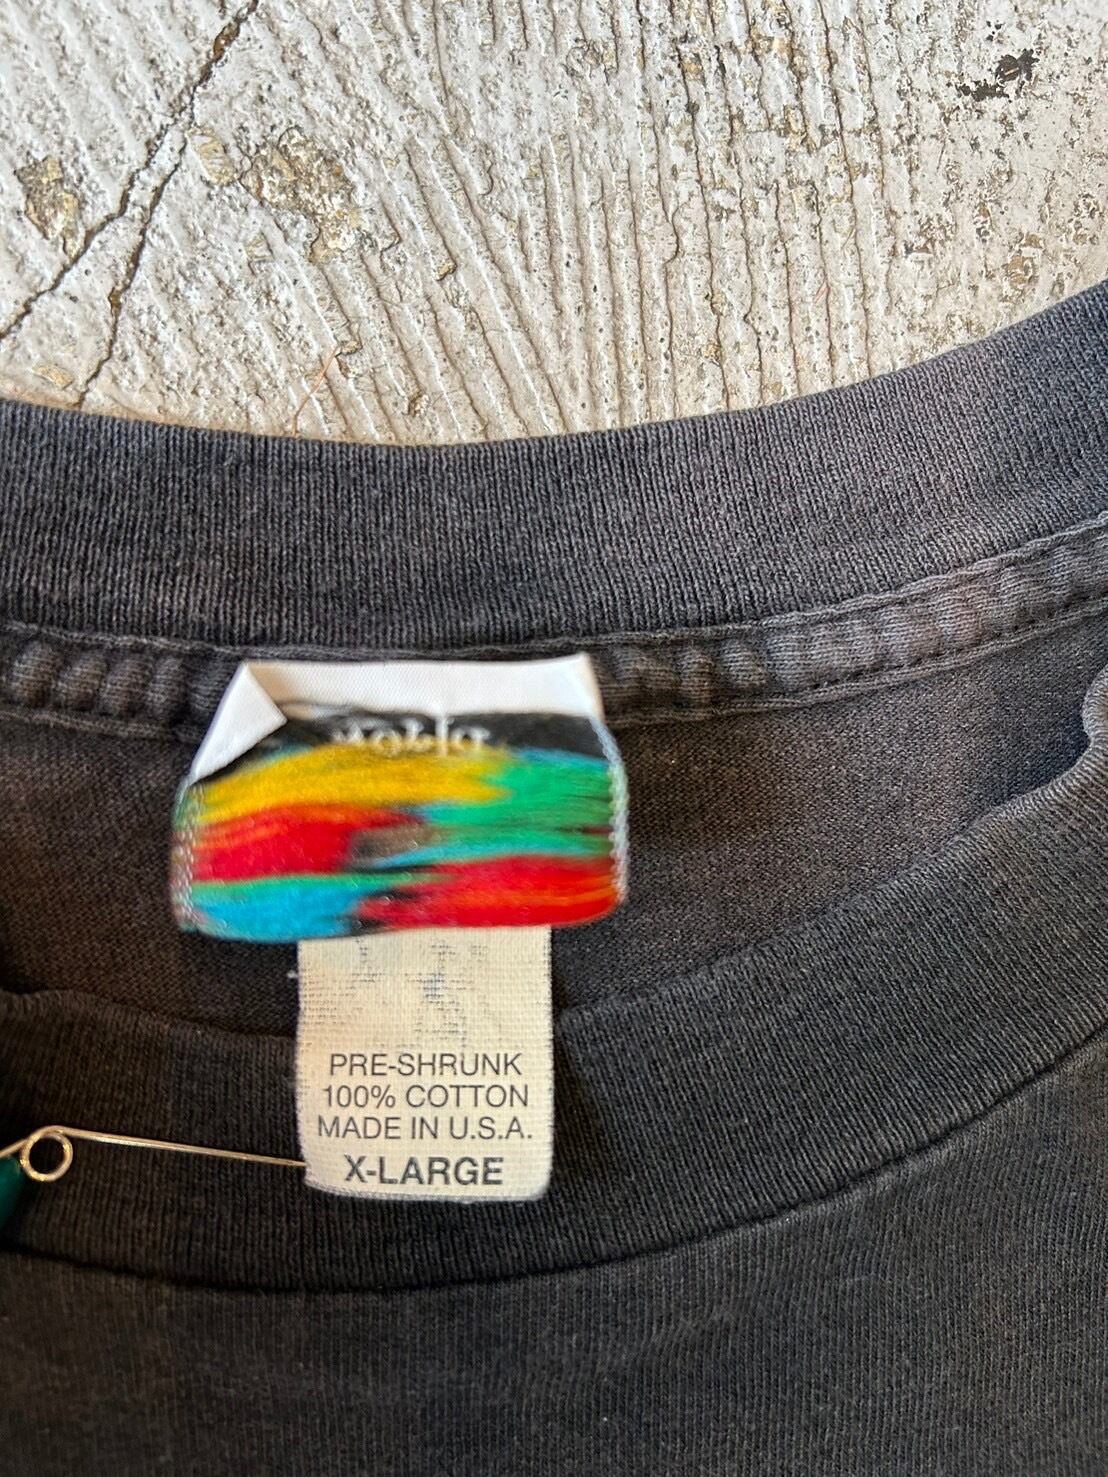 PRE-SHRUNK
100% COTTON
MADE IN U.S.A.
X-LARGE